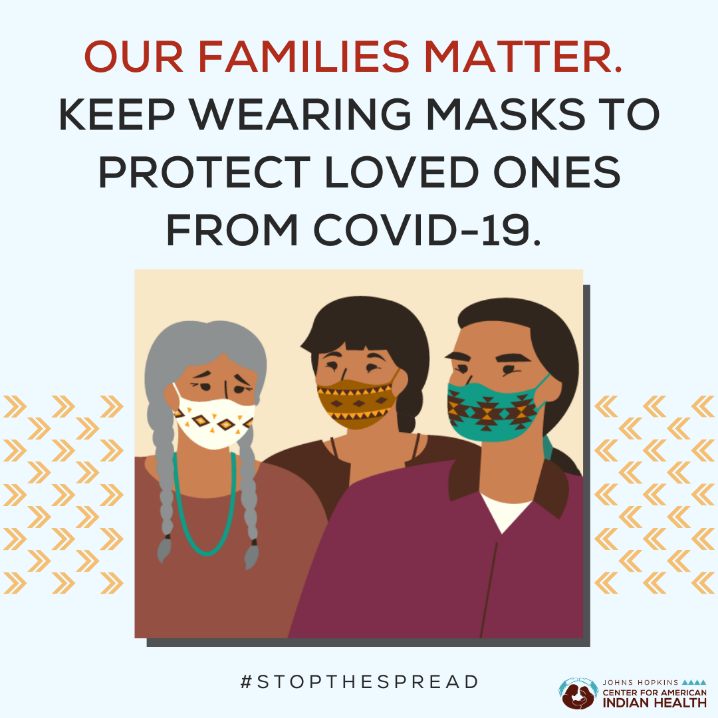 OUR FAMILIES MATTER.
KEEP WEARING MASKS TO
PROTECT LOVED ONES
FROM COVID-19.
#STOPTHESPREAD
JOHNS HOPKINS
CENTER FOR AMERICAN
INDIAN HEALTH